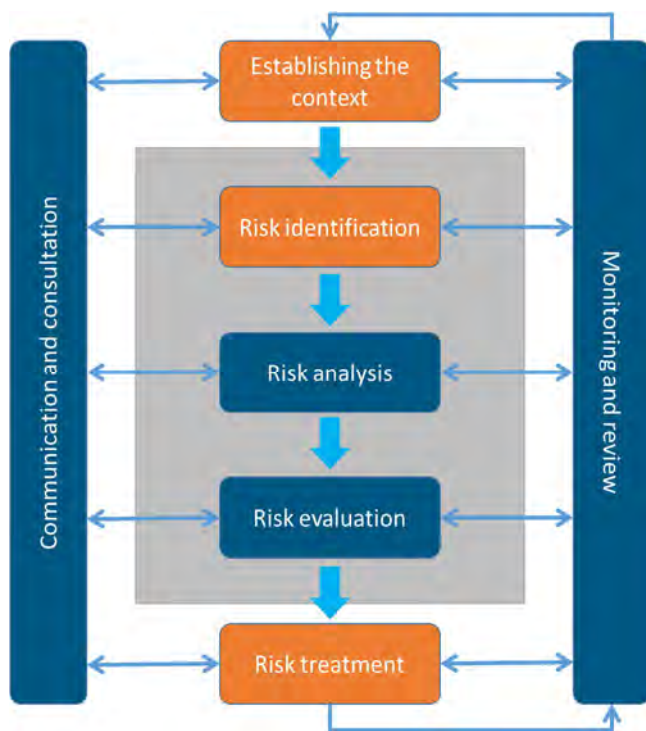 Establishing the
context
Communication and consultation
Risk identification
Monitoring and review
Risk analysis
Risk evaluation
Risk treatment